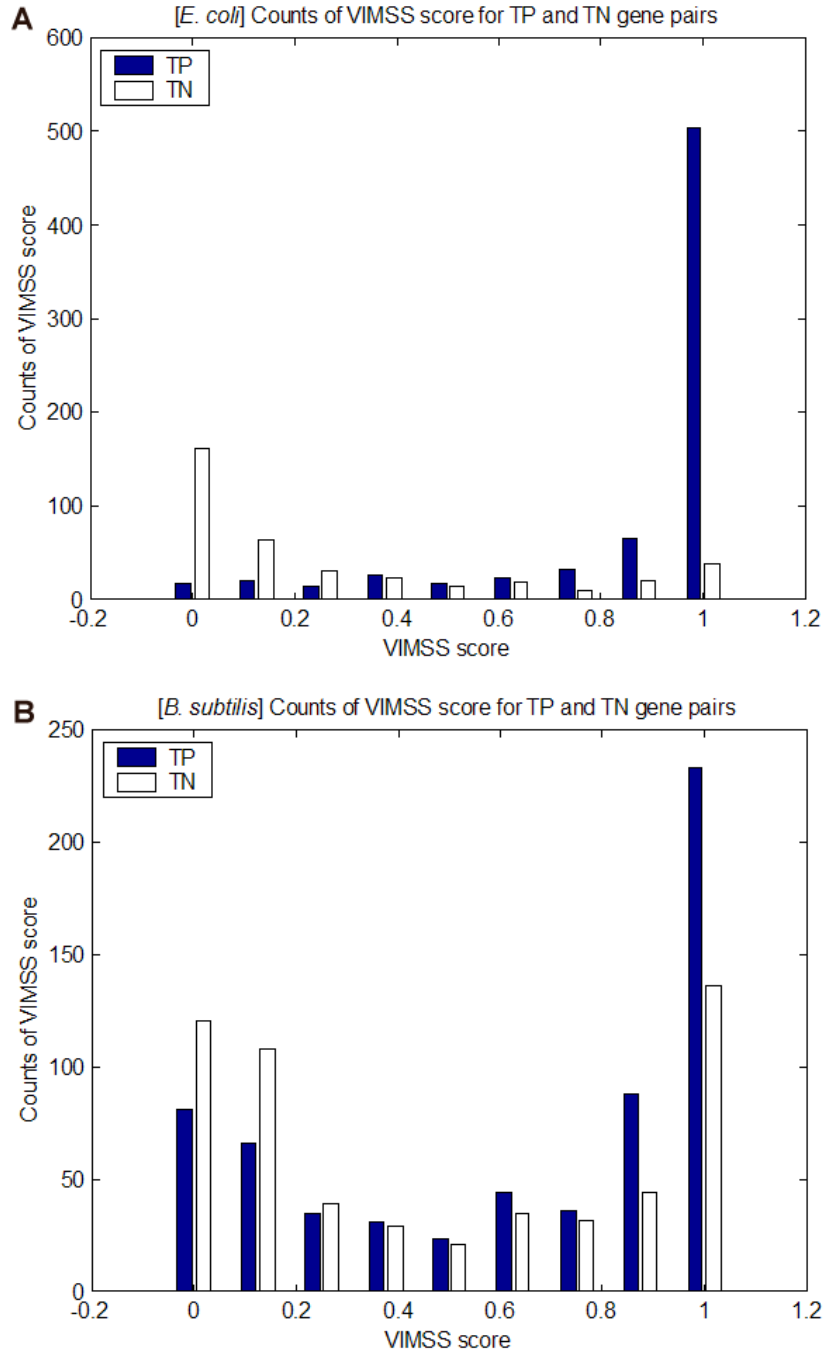 A
[E. coli] Counts of VIMSS score for TP and TN gene pairs
600
500
400
300
200
100
0
Counts of VIMSS score
TP
TN
-0.2 0 0.2 0.4 0.6 0.8 1 1.2
VIMSS score
B
[B. subtilis] Counts of VIMSS score for TP and TN gene pairs
250
200
150
100
50
0
Counts of VIMSS score
TP
TN
-0.2 0 0.2 0.4 0.6 0.8 1 1.2
VIMSS score